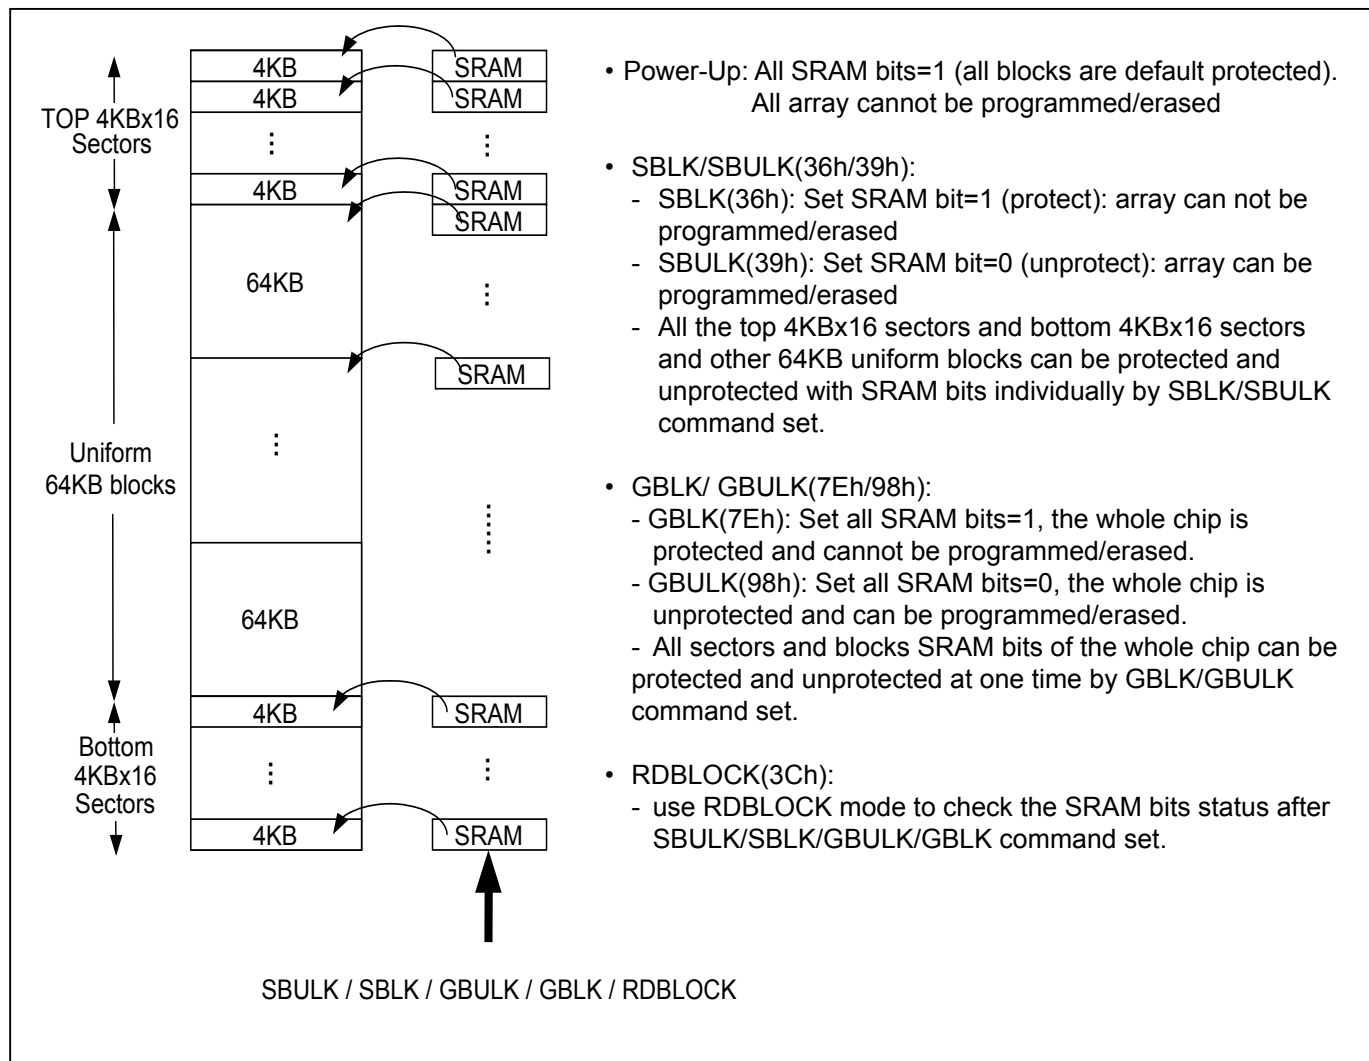 4KB
SRAM
4KB
SRAM
TOP 4KBx16
Sectors
⋮
⋮
4KB
SRAM
SRAM
64KB
⋮
SRAM
Uniform
64KB blocks
⋮
64KB
4KB
SRAM
Bottom
4KBx16
Sectors
⋮
⋮
4KB
SRAM
SBULK / SBLK / GBULK / GBLK / RDBLOCK
• Power-Up: All SRAM bits=1 (all blocks are default protected).
All array cannot be programmed/erased
• SBLK/SBULK(36h/39h):
- SBLK(36h): Set SRAM bit=1 (protect): array can not be
programmed/erased
- SBULK(39h): Set SRAM bit=0 (unprotect): array can be
programmed/erased
- All the top 4KBx16 sectors and bottom 4KBx16 sectors
and other 64KB uniform blocks can be protected and
unprotected with SRAM bits individually by SBLK/SBULK
command set.
• GBLK/ GBULK(7Eh/98h):
- GBLK(7Eh): Set all SRAM bits=1, the whole chip is
protected and cannot be programmed/erased.
- GBULK(98h): Set all SRAM bits=0, the whole chip is
unprotected and can be programmed/erased.
- All sectors and blocks SRAM bits of the whole chip can be
protected and unprotected at one time by GBLK/GBULK
command set.
• RDBLOCK(3Ch):
- use RDBLOCK mode to check the SRAM bits status after
SBULK/SBLK/GBULK/GBLK command set.